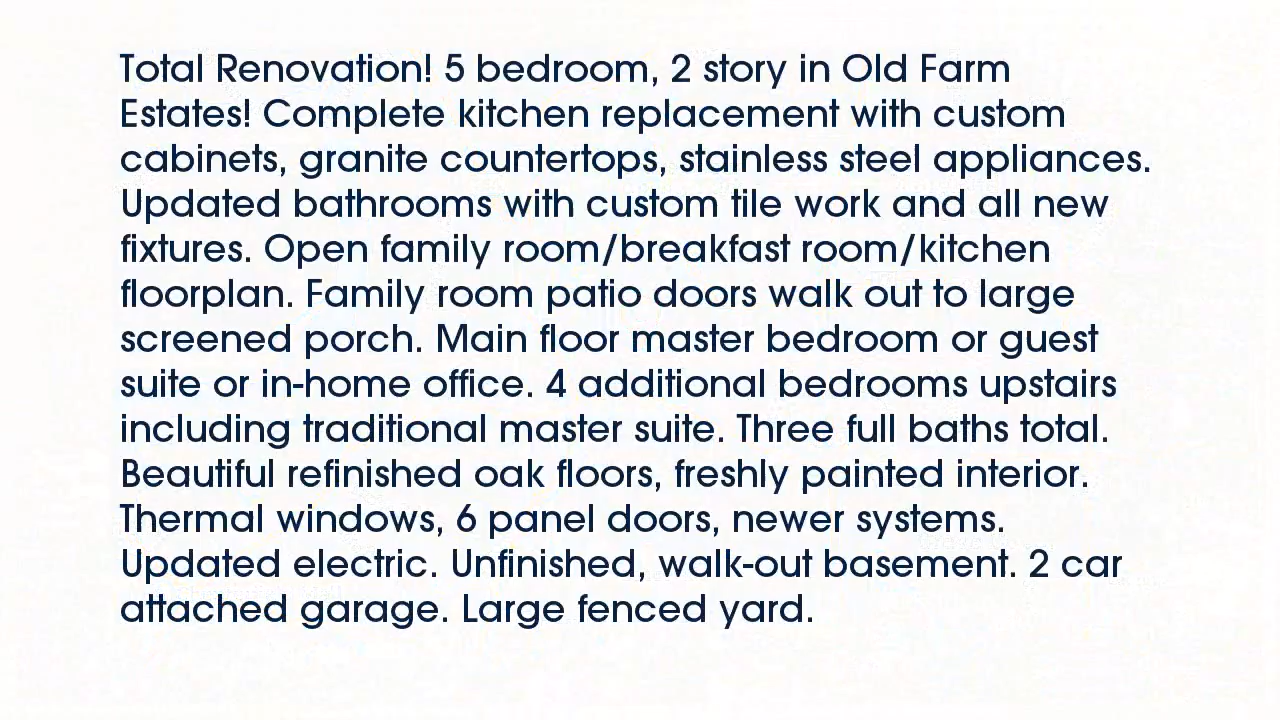 Total Renovation! 5 bedroom, 2 story in Old Farm
Estates! Complete kitchen replacement with custom
cabinets, granite countertops, stainless steel appliances.
Updated bathrooms with custom tile work and all new
fixtures. Open family room/breakfast room/kitchen
floorplan. Family room patio doors walk out to large
screened porch. Main floor master bedroom or guest
suite or in-home office. 4 additional bedrooms upstairs
including traditional master suite. Three full baths total.
Beautiful refinished oak floors, freshly painted interior.
Thermal windows, 6 panel doors, newer systems.
Updated electric. Unfinished, walk-out basement. 2 car
attached garage. Large fenced yard.